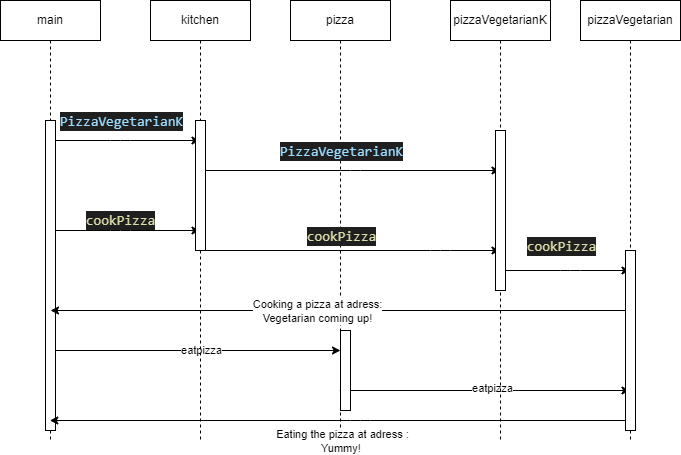 main
kitchen
pizza
pizzaVegetarianK
pizzaVegetarian
PizzaVegetarianK
PizzaVegetarianK
cookPizza
cookPizza
cookPizza
Cooking a pizza at adress:
Vegetarian coming up!
eatpizza
eatpizza
Eating the pizza at adress :
Yummy!